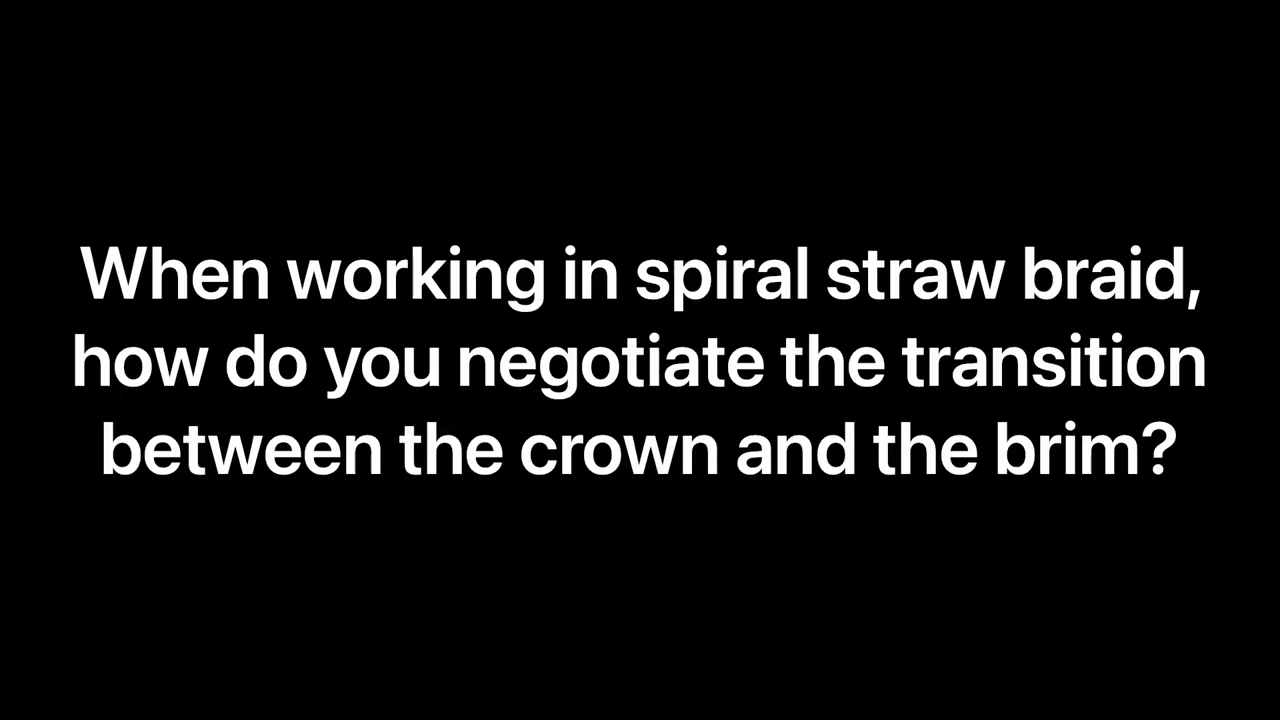 When working in spiral straw braid,
how do you negotiate the transition
between the crown and the brim?